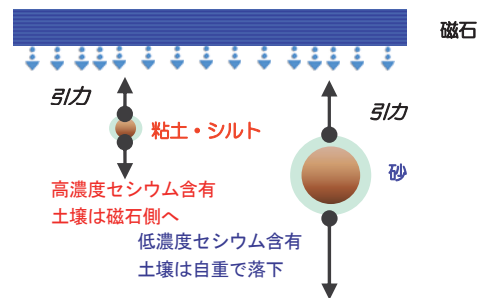 磁石
引力
引力
粘土・シルト
砂
高濃度セシウム含有
土壌は磁石側へ
低濃度セシウム含有
土壌は自重で落下